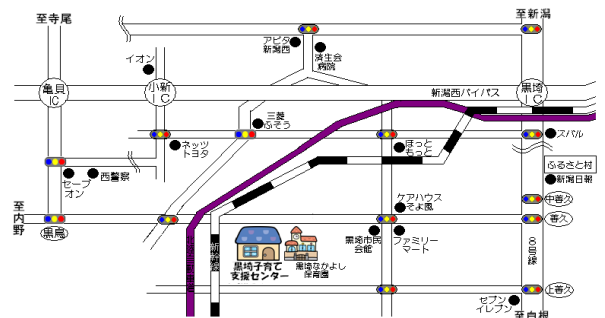 至寺尾
至新潟
アピタ
新潟西
済生会
病院
イオン
亀貝
IC
小新
IC
新潟西バイパス
黒埼
IC
三菱
ふそう
ネッツ
トヨタ
ほっと
もっと
スバル
ふるさと村
新潟日報
セーブ
オン
西警察
ケアハウス
そよ風
中善久
至内野
黒鳥
善久
黒埼市民
会館
ファミリー
マート
8号線
黒埼子育て
支援センター
黒埼なかよし
保育園
上善久
セブン
イレブン
至白根